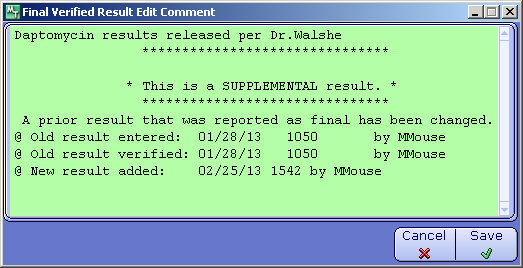 Final Verified Result Edit Comment
Daptomycin results released per Dr.Walshe
*******************************
* This is a SUPPLEMENTAL result. *
*******************************
A prior result that was reported as final has been changed.
@ Old result entered: 01/28/13 1050 by MMouse
@ Old result verified: 01/28/13 1050 by MMouse
@ New result added: 02/25/13 1542 by MMouse
Cancel Save